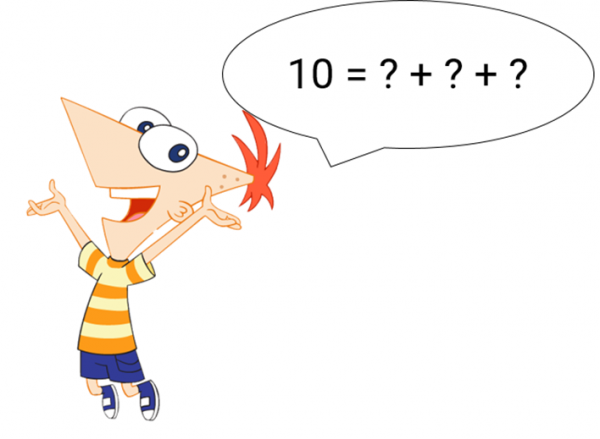 10 = ? + ? + ?